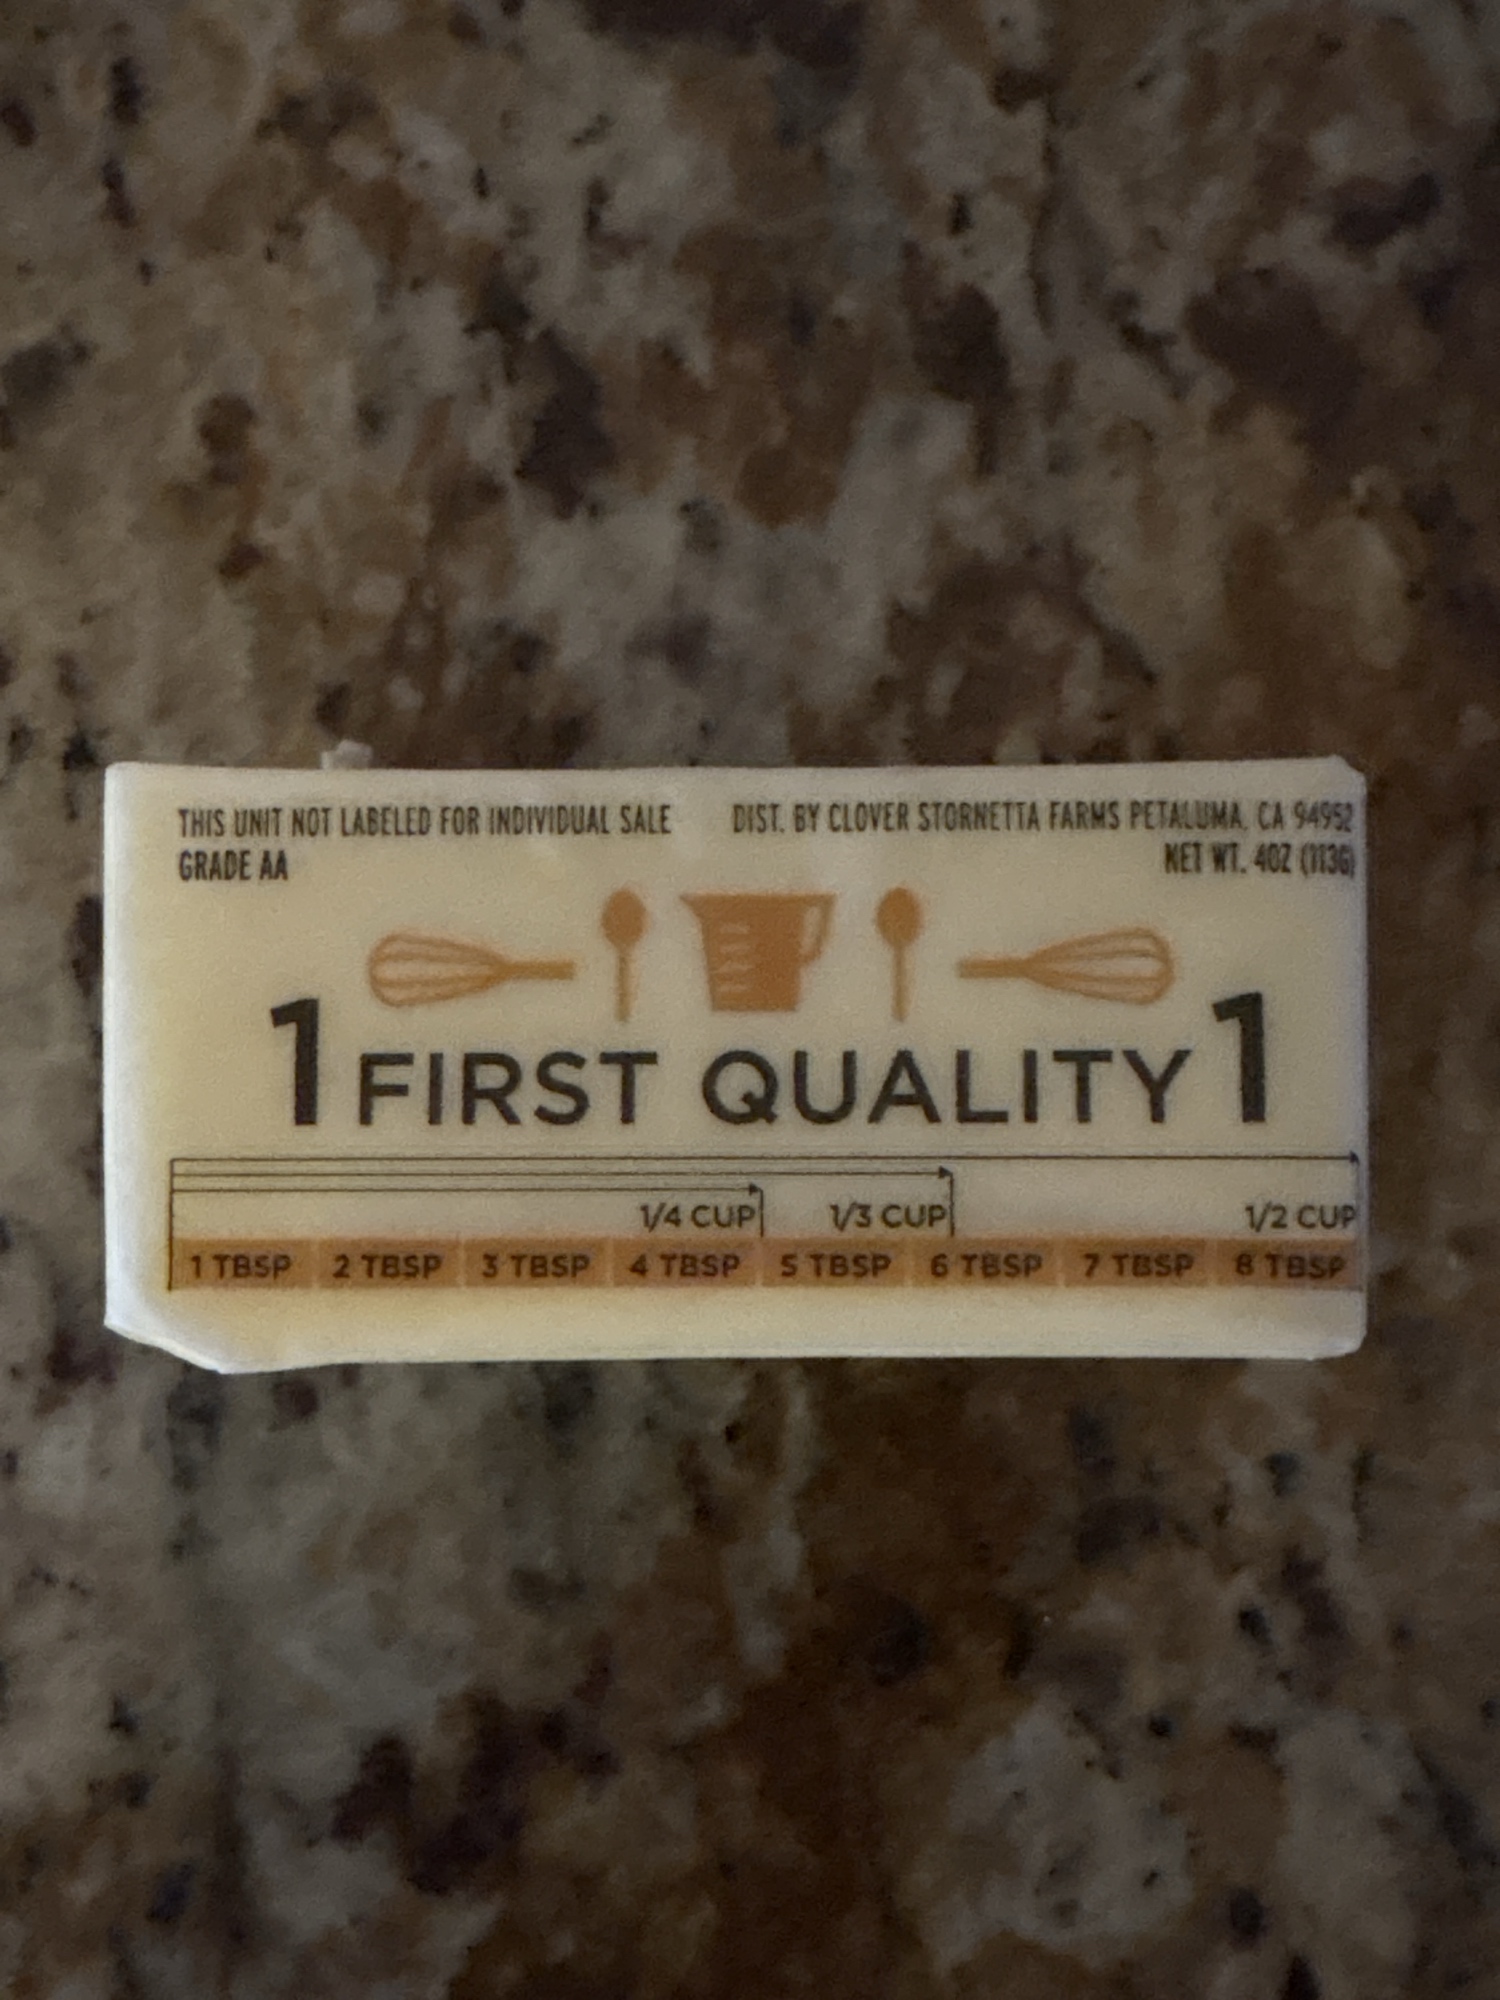 THIS UNIT NOT LABELED FOR INDIVIDUAL SALE DIST. BY CLOVER STORNETTA FARMS PETALUMA, CA 94952
GRADE AA NET WT. 4OZ (113G)
1 FIRST QUALITY 1
1/4 CUP 1/3 CUP 1/2 CUP
1 TBSP 2 TBSP 3 TBSP 4 TBSP 5 TBSP 6 TBSP 7 TBSP 8 TBSP